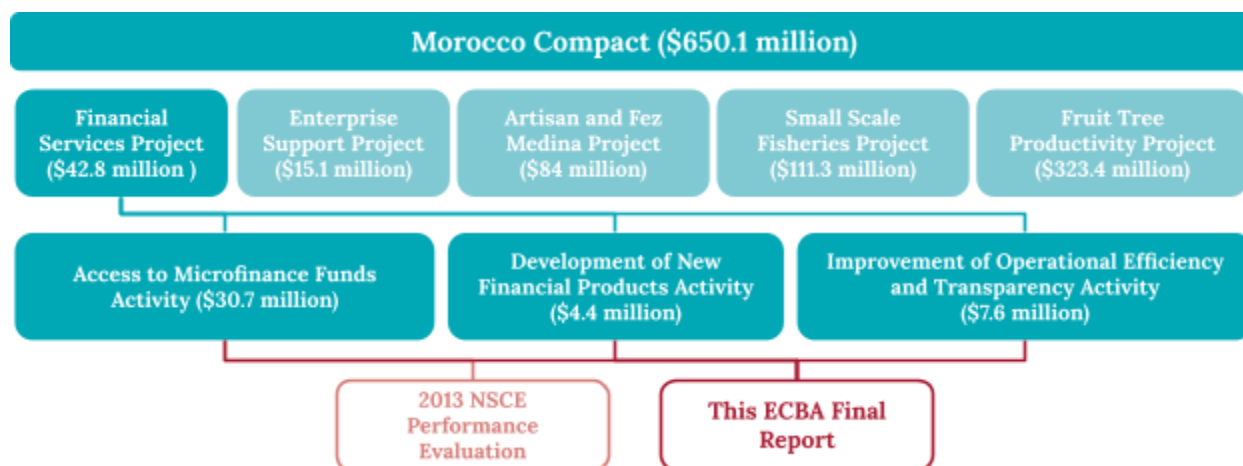 Morocco Compact ($650.1 million)
Financial
Services Project
($42.8 million )
Enterprise
Support Project
($15.1 million)
Artisan and Fez
Medina Project
($84 million)
Small Scale
Fisheries Project
($111.3 million)
Fruit Tree
Productivity Project
($323.4 million)
Access to Microfinance Funds
Activity ($30.7 million)
Development of New
Financial Products Activity
($4.4 million)
Improvement of Operational Efficiency
and Transparency Activity
($7.6 million)
2013 NSCE
Performance
Evaluation
This ECBA Final
Report